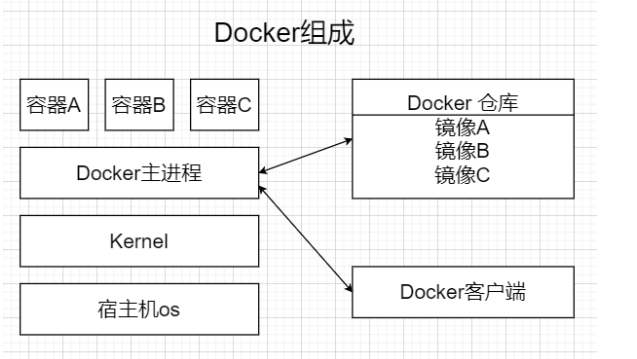 Docker组成
容器A
容器B
容器C
Docker主进程
Kernel
宿主机os
Docker 仓库
镜像A
镜像B
镜像C
Docker客户端